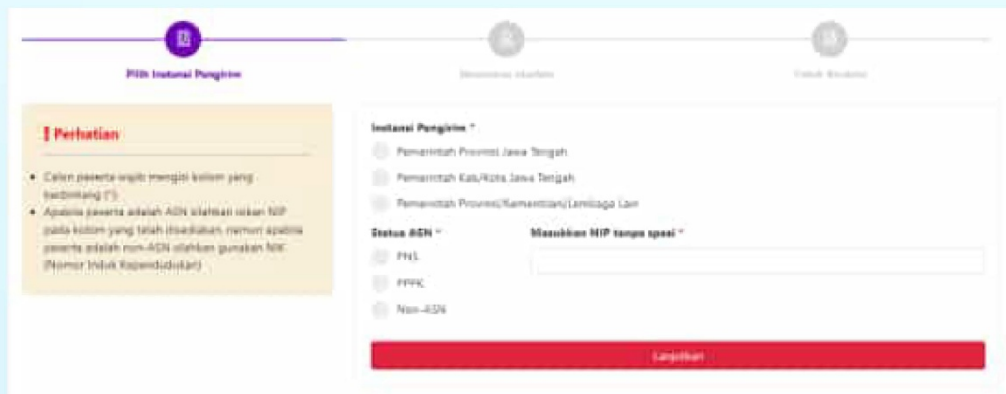 Pilih Instansi Pengirim
Perhatian
Calon peserta wajib mengisi kolom yang
berbintang (*)
Apabila peserta adalah ASN silahkan isikan NIP
pada kolom yang telah disediakan, namun apabila
peserta adalah non-ASN silahkan gunakan NIK
(Nomor Induk Kependudukan)
Instansi Pengirim *
Pemerintah Provinsi Jawa Tengah
Pemerintah Kab/Kota Jawa Tengah
Pemerintah Provinsi/Kementrian/Lembaga Lain
Status ASN * Masukkan NIP tanpa spasi *
PNS
PPPK
Non-ASN
Lanjutkan